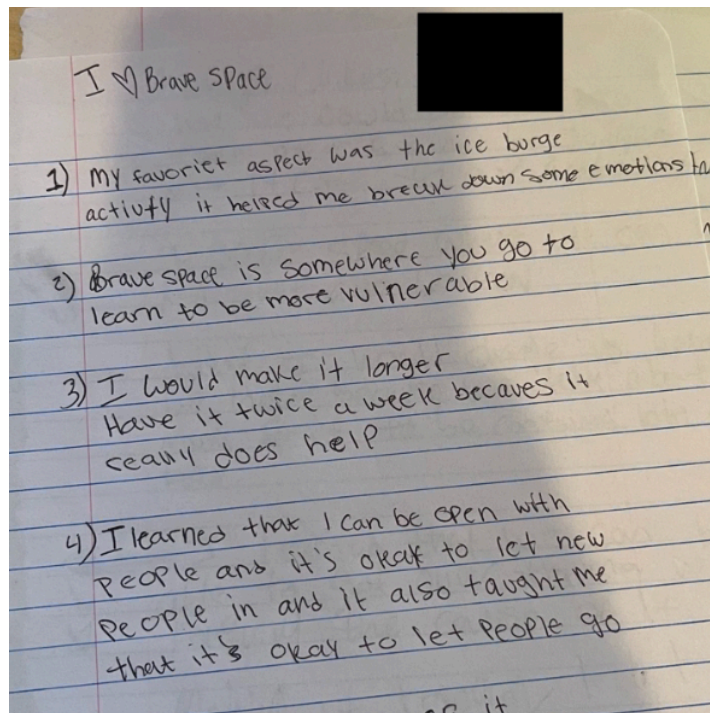 I ♡ Brave Space
1) My favoriet aspect was the ice burge
activty it helped me break down some emotions
2) Brave space is somewhere you go to
learn to be more vulnerable
3) I would make it longer
Have it twice a week becaves it
really does help
4) I learned that I can be open with
people and it's okay to let new
people in and it also taught me
that it's okay to let people go
it